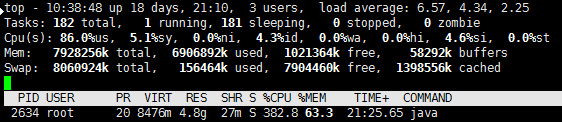 top - 10:38:48 up 18 days, 21:10,  3 users,  load average: 6.57, 4.34, 2.25
Tasks: 182 total,   1 running, 181 sleeping,   0 stopped,   0 zombie
Cpu(s): 86.0%us,  5.1%sy,  0.0%ni,  4.3%id,  0.0%wa,  0.0%hi,  4.6%si,  0.0%st
Mem:   7928256k total,  6906892k used,  1021364k free,    58292k buffers
Swap:  8060924k total,   156464k used,  7904460k free,  1398556k cached
PID USER      PR  VIRT  RES  SHR S %CPU %MEM    TIME+  COMMAND
2634 root      20 8476m 4.8g  27m S 382.8 63.3  21:25.65 java